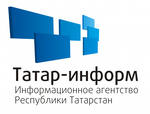 Татар-информ
Информационное агентство
Республики Татарстан